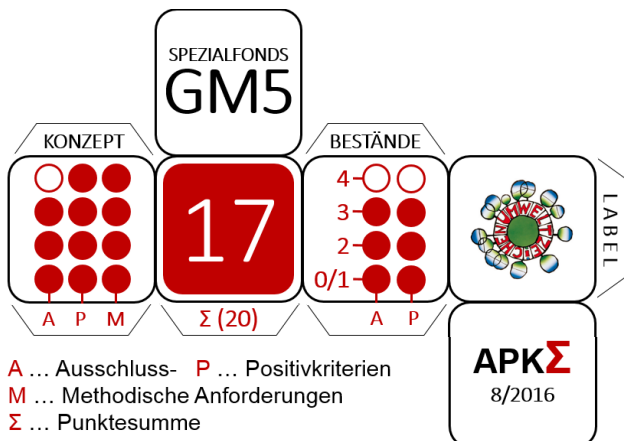 SPEZIALFONDS
GM5
KONZEPT
BESTÄNDE
17
4
3
2
0/1
A P M
Σ (20)
A P
UMWELTZEICHEN
LABEL
APKΣ
8/2016
A ... Ausschluss- P ... Positivkriterien
M ... Methodische Anforderungen
Σ ... Punktesumme